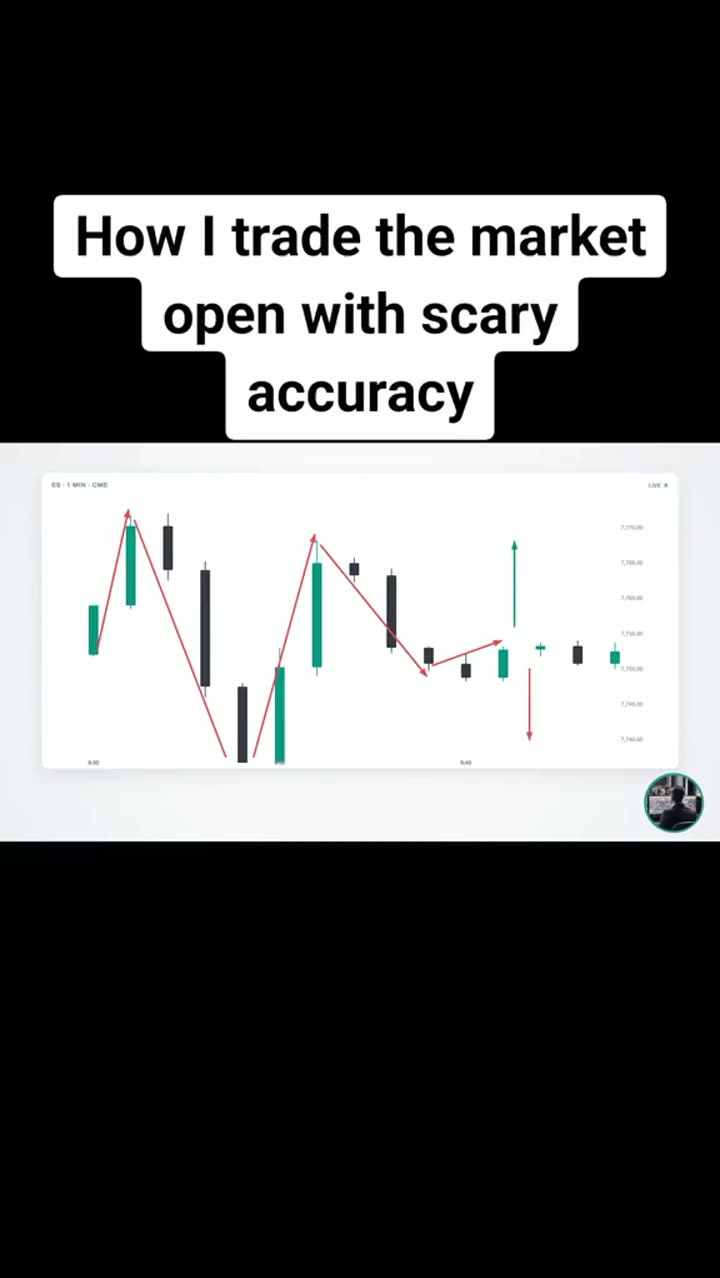 How I trade the market
open with scary
accuracy
ES · 1 MIN · CME
LIVE
7,770.00
7,765.00
7,760.00
7,755.00
7,750.00
7,745.00
7,740.00
9:30
9:40